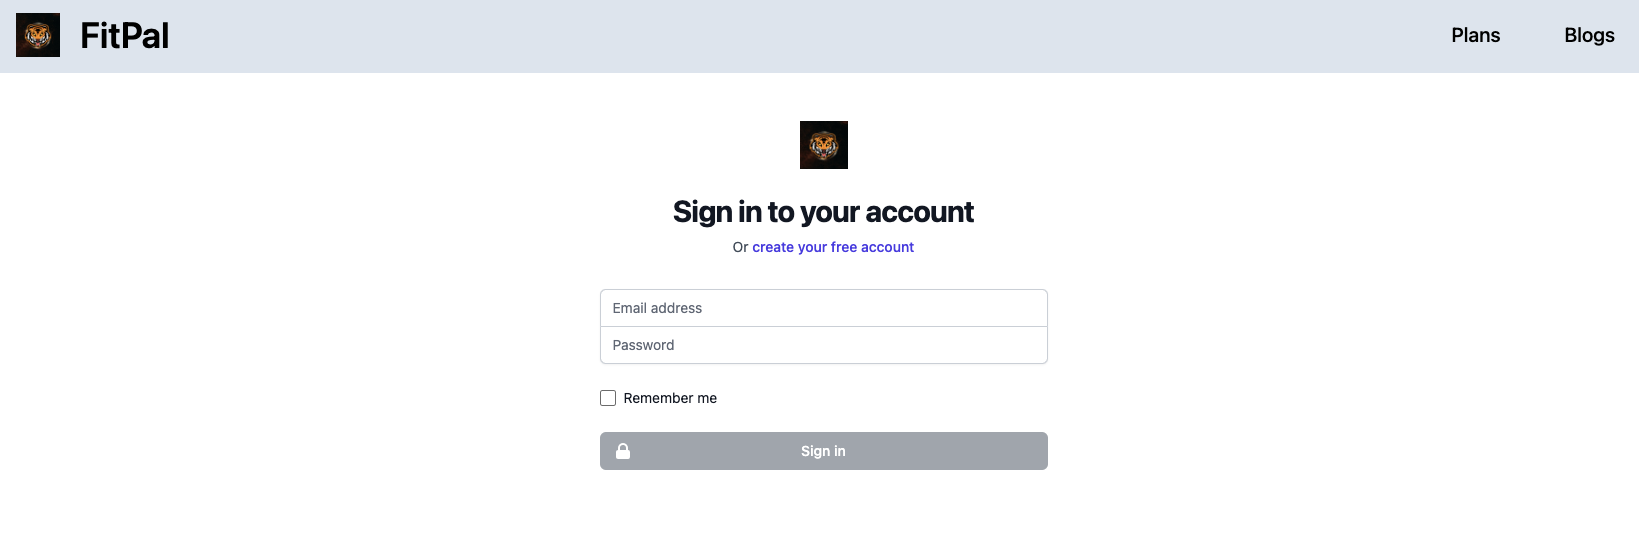 FitPal
Plans
Blogs
Sign in to your account
Or create your free account
Email address
Password
Remember me
Sign in